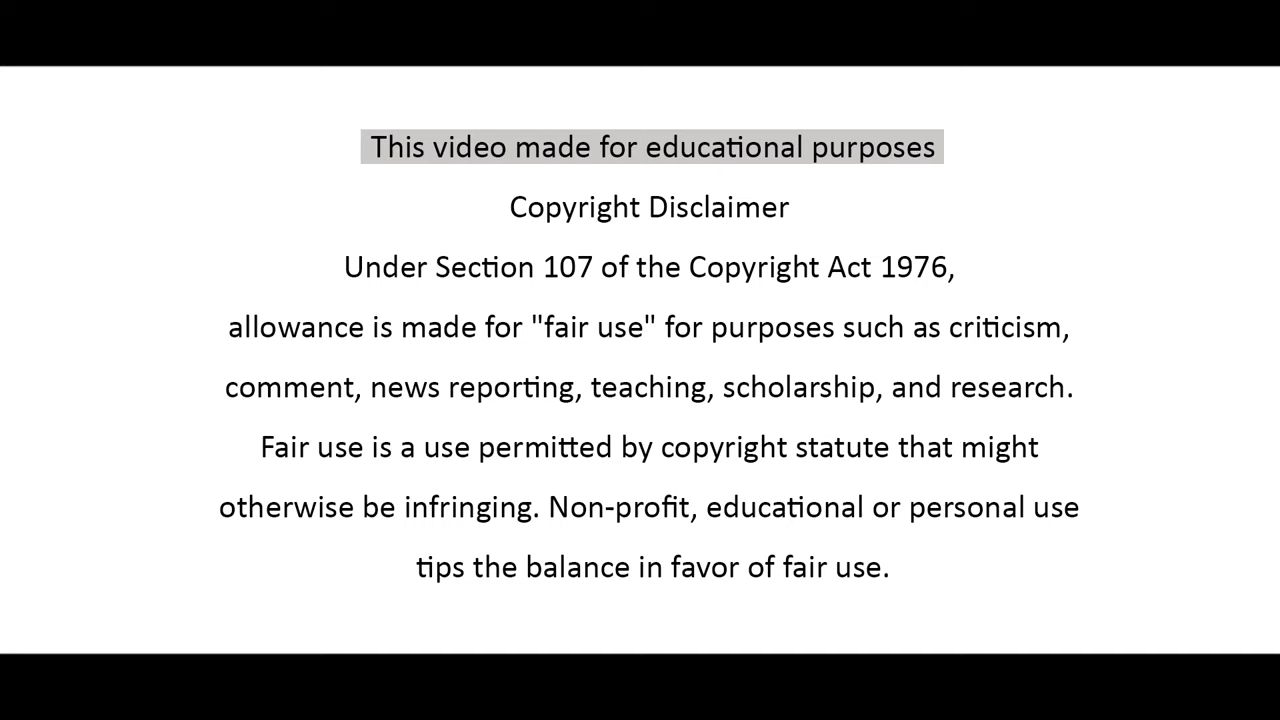 This video made for educational purposes
Copyright Disclaimer
Under Section 107 of the Copyright Act 1976,
allowance is made for "fair use" for purposes such as criticism,
comment, news reporting, teaching, scholarship, and research.
Fair use is a use permitted by copyright statute that might
otherwise be infringing. Non-profit, educational or personal use
tips the balance in favor of fair use.